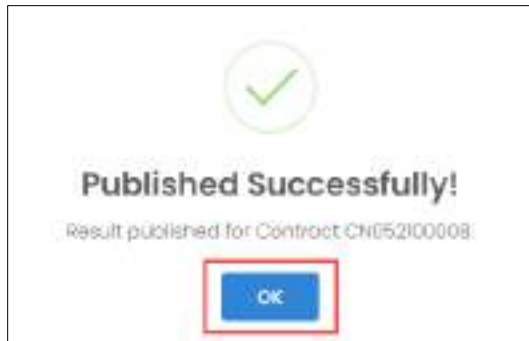 Published Successfully!
Result published for Contract CN052100008
OK